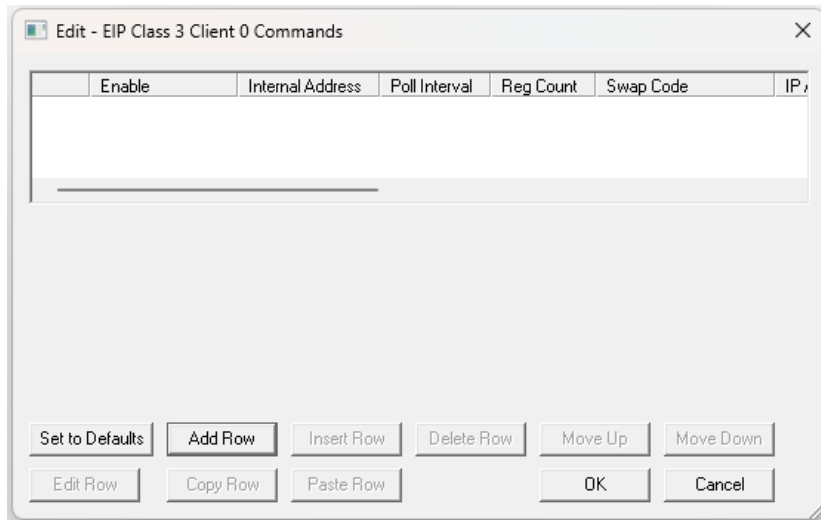 Edit - EIP Class 3 Client 0 Commands
Enable Internal Address Poll Interval Reg Count Swap Code IP
Set to Defaults Add Row Insert Row Delete Row Move Up Move Down
Edit Row Copy Row Paste Row OK Cancel